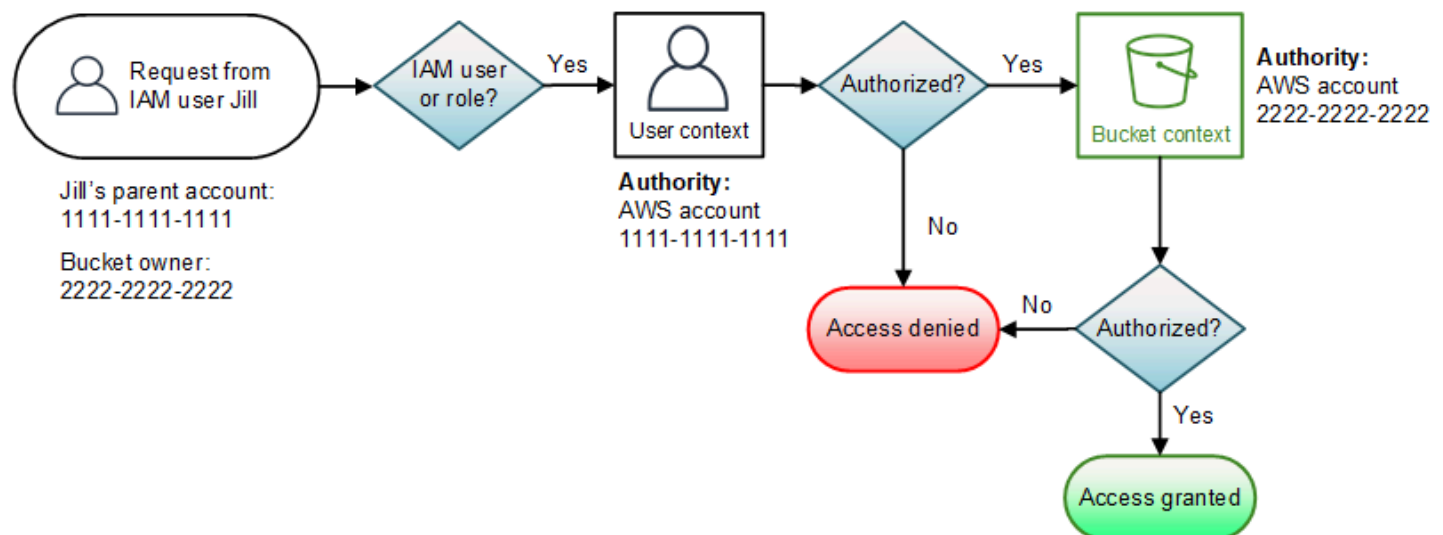 Request from
IAM user Jill
Jill's parent account:
1111-1111-1111
Bucket owner:
2222-2222-2222
IAM user
or role?
Yes
User context
Authority:
AWS account
1111-1111-1111
Authorized?
Yes
No
Bucket context
Authority:
AWS account
2222-2222-2222
Authorized?
No
Access denied
Yes
Access granted